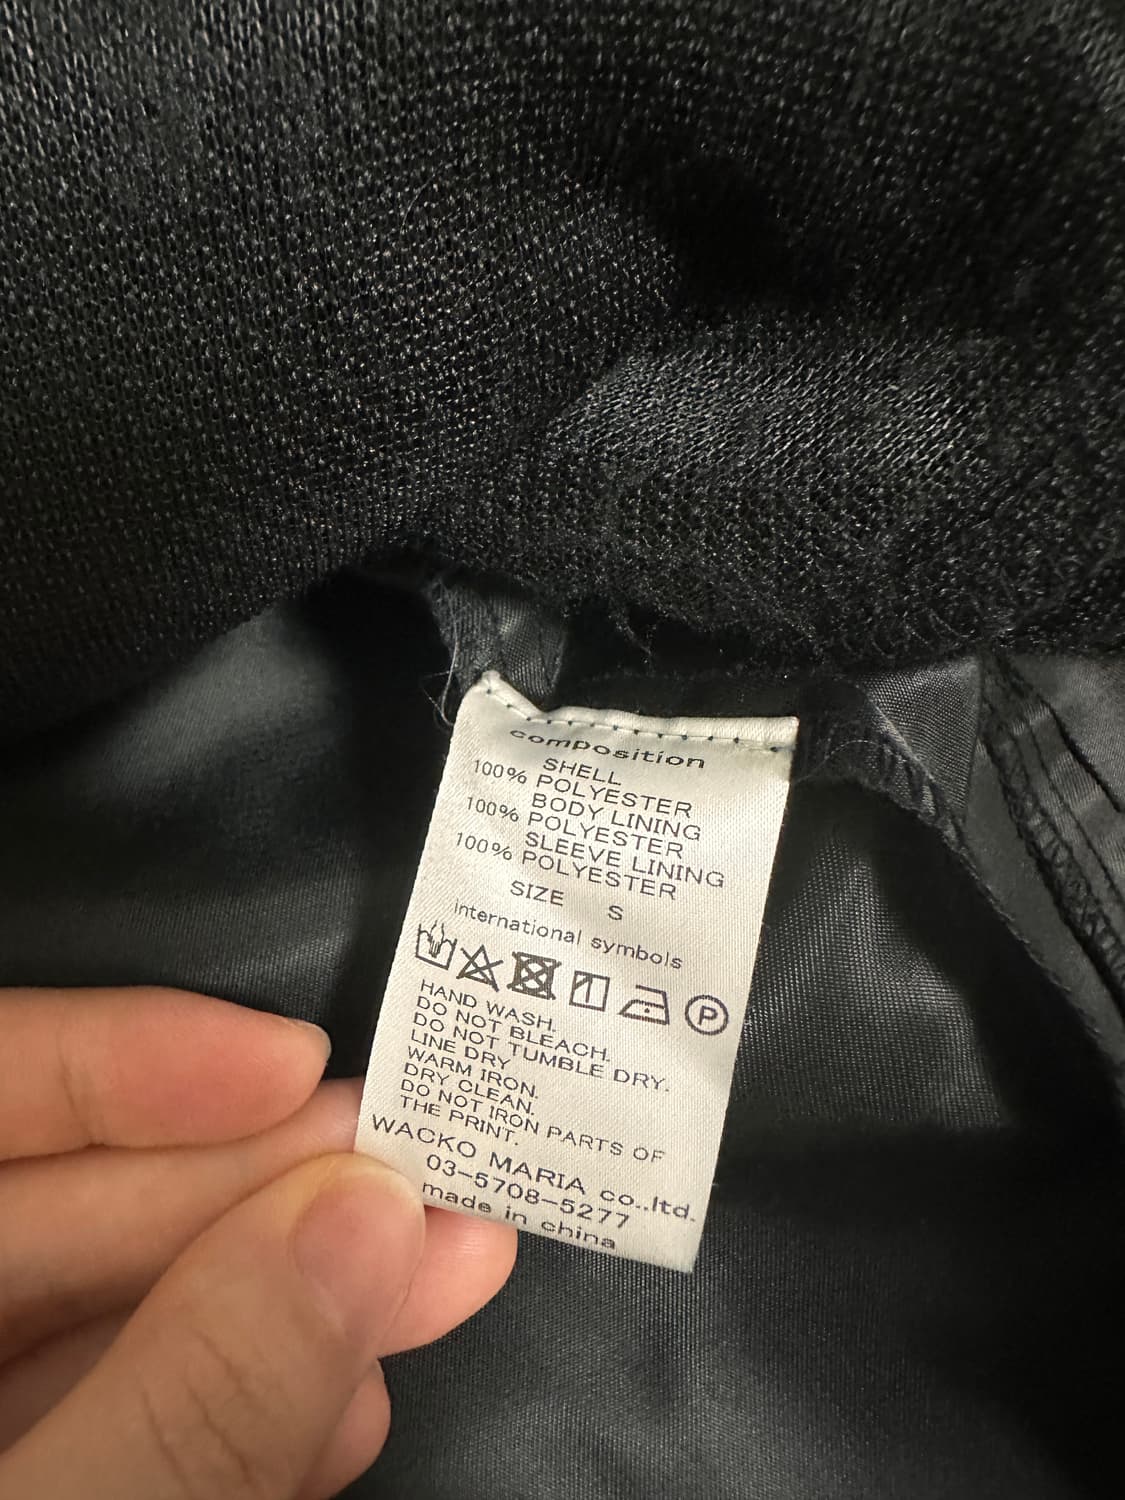 composition
SHELL
100% POLYESTER
BODY LINING
100% POLYESTER
SLEEVE LINING
100% POLYESTER
SIZE S
international symbols
P
HAND WASH.
DO NOT BLEACH.
DO NOT TUMBLE DRY.
LINE DRY
WARM IRON.
DRY CLEAN.
DO NOT IRON PARTS OF
THE PRINT.
WACKO MARIA co.,ltd.
03-5708-5277
made in china